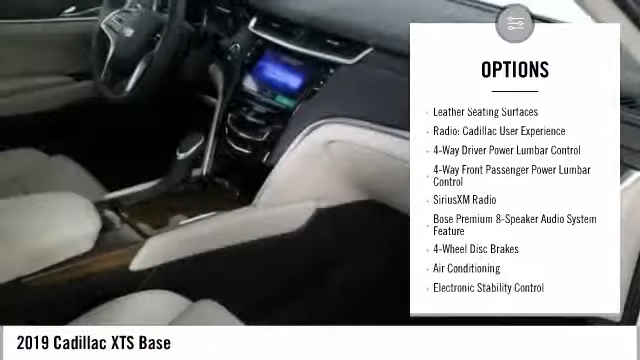 OPTIONS
Leather Seating Surfaces
Radio: Cadillac User Experience
4-Way Driver Power Lumbar Control
4-Way Front Passenger Power Lumbar
Control
SiriusXM Radio
Bose Premium 8-Speaker Audio System
Feature
4-Wheel Disc Brakes
Air Conditioning
Electronic Stability Control
2019 Cadillac XTS Base